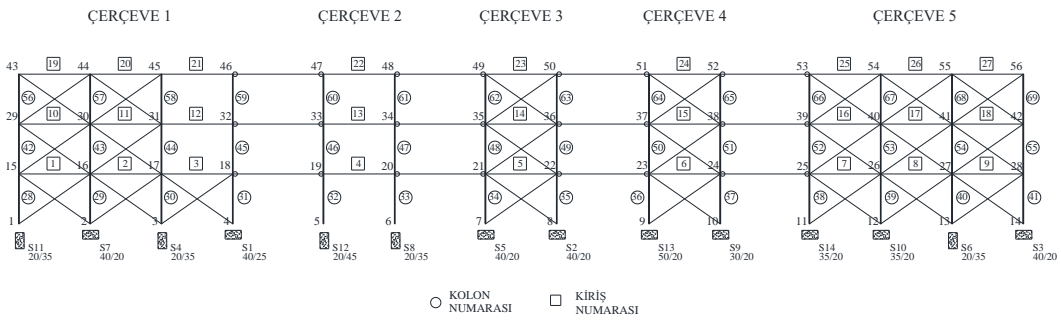 ÇERÇEVE 1 ÇERÇEVE 2 ÇERÇEVE 3 ÇERÇEVE 4 ÇERÇEVE 5
19 20 21 22 23 24 25 26 27
43 44 45 46 47 48 49 50 51 52 53 54 55 56
56 57 58 59 60 61 62 63 64 65 66 67 68 69
10 11 12 13 14 15 16 17 18
29 30 31 32 33 34 35 36 37 38 39 40 41 42
42 43 44 45 46 47 48 49 50 51 52 53 54 55
1 2 3 4 5 6 7 8 9
15 16 17 18 19 20 21 22 23 24 25 26 27 28
28 29 30 31 32 33 34 35 36 37 38 39 40 41
1 2 3 4 5 6 7 8 9 10 11 12 13 14
S11 S7 S4 S1 S12 S8 S5 S2 S13 S9 S14 S10 S6 S3
20/35 40/20 20/35 40/25 20/45 20/35 40/20 40/20 50/20 30/20 35/20 35/20 20/35 40/20
KOLON KİRİŞ
NUMARASI NUMARASI